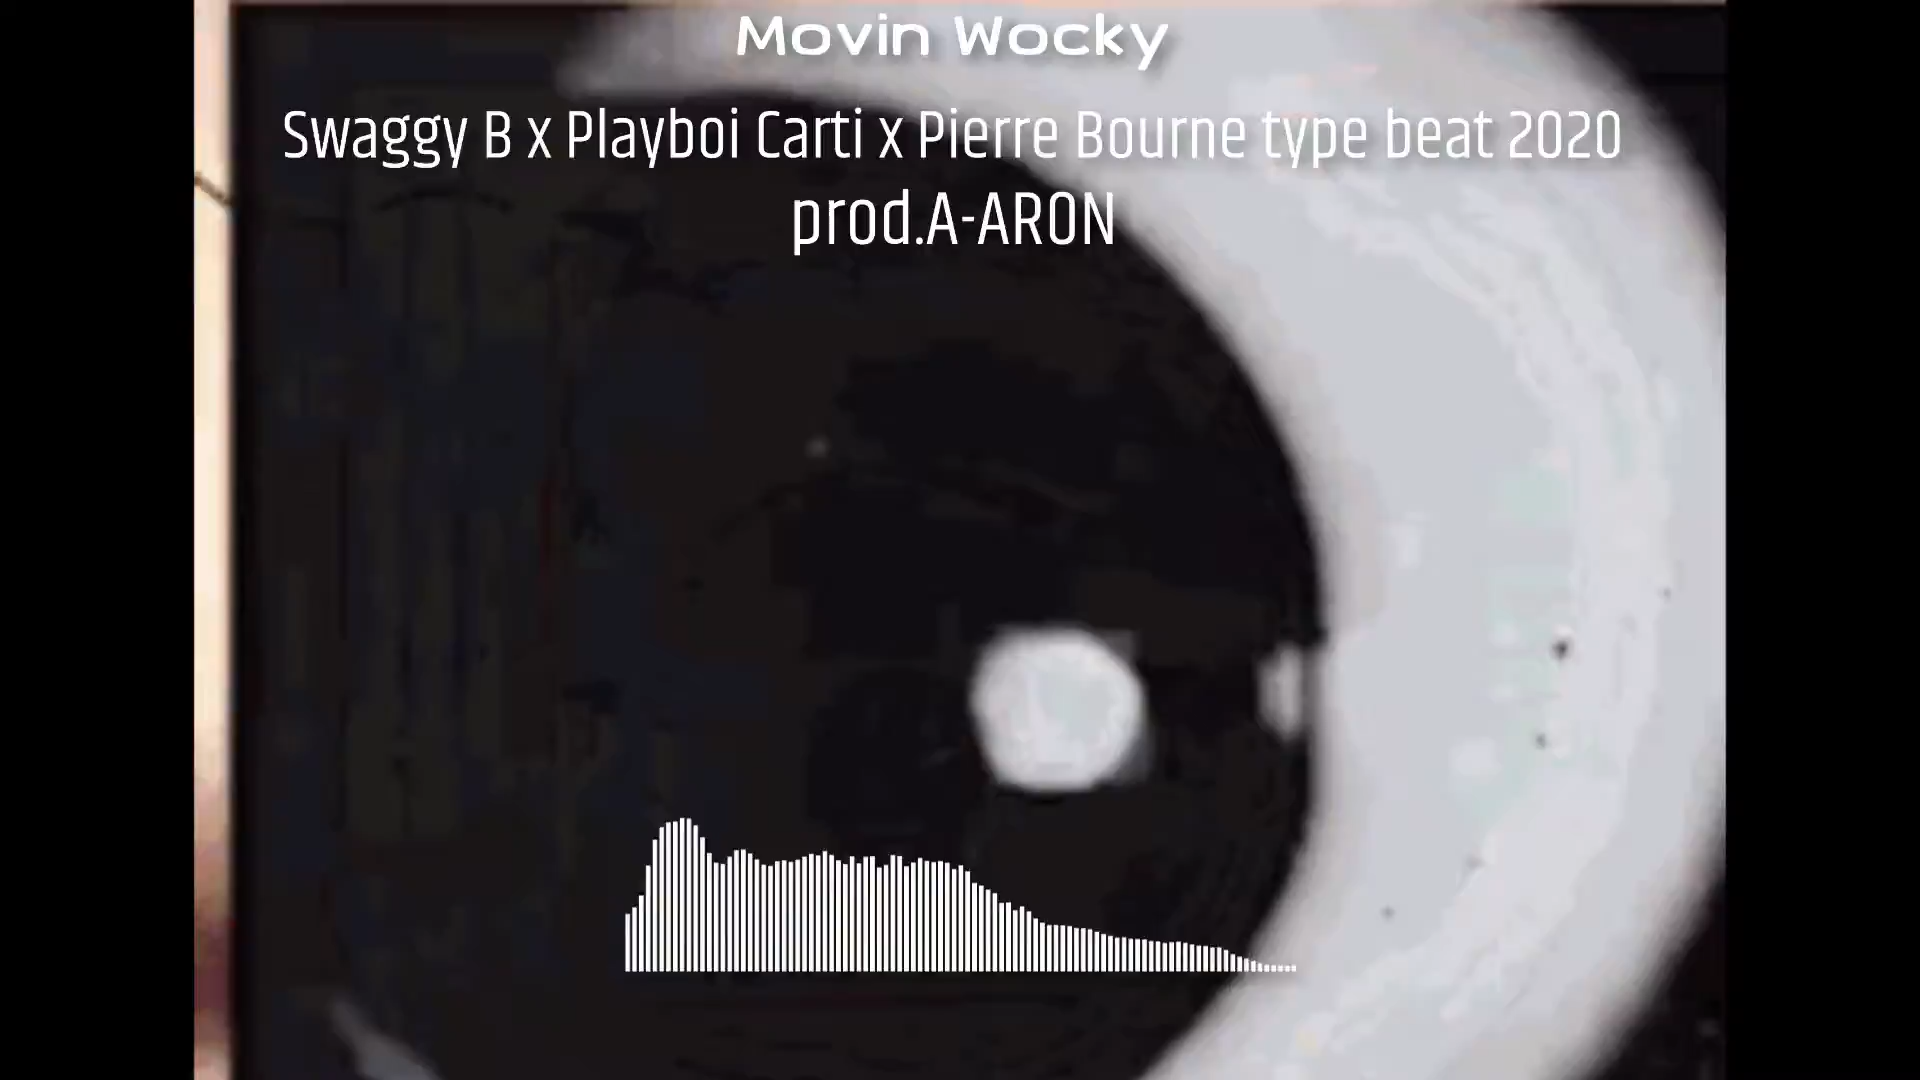 Movin Wocky
Swaggy B x Playboi Carti x Pierre Bourne type beat 2020
prod.A-ARON